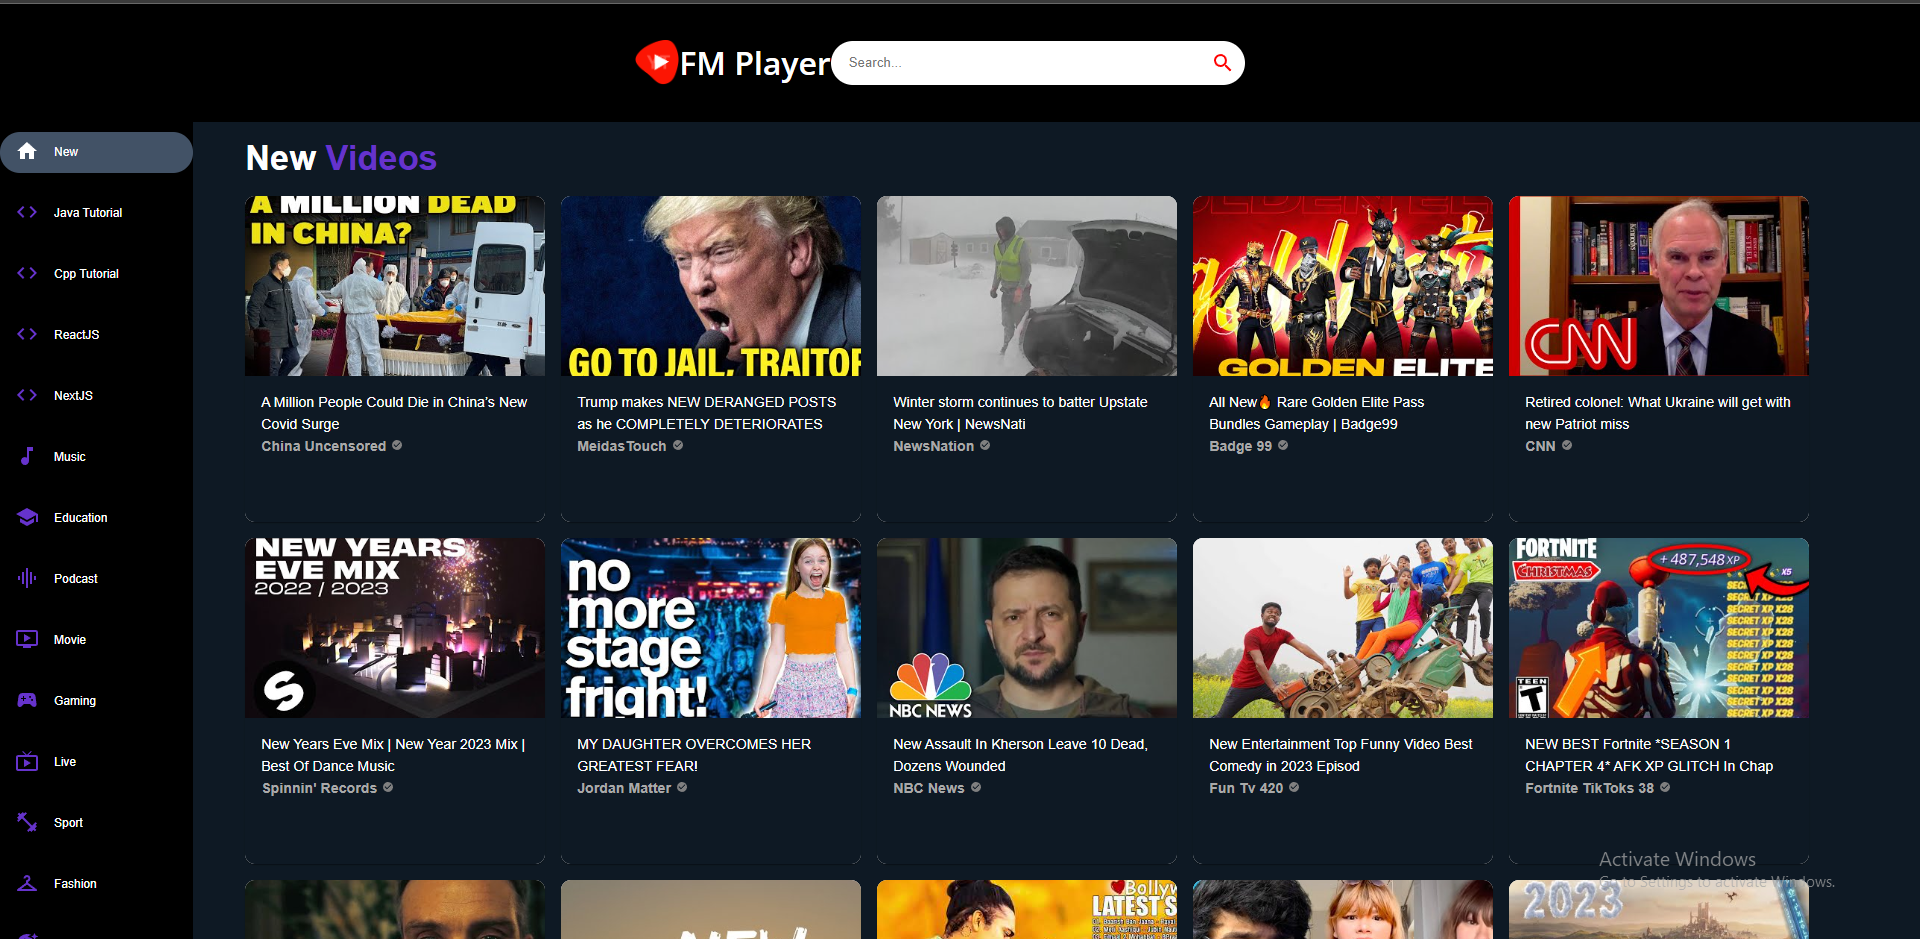 FM Player
Search...
New
Java Tutorial
Cpp Tutorial
ReactJS
NextJS
Music
Education
Podcast
Movie
Gaming
Live
Sport
Fashion
New Videos
A MILLION DEAD
IN CHINA?
A Million People Could Die in China's New
Covid Surge
China Uncensored
GO TO JAIL, TRAITOR
Trump makes NEW DERANGED POSTS
as he COMPLETELY DETERIORATES
MeidasTouch
Winter storm continues to batter Upstate
New York | NewsNati
NewsNation
GOLDEN ELITE
GOLDEN ELITE
All New🔥 Rare Golden Elite Pass
Bundles Gameplay | Badge99
Badge 99
CNN
Retired colonel: What Ukraine will get with
new Patriot miss
CNN
NEW YEARS
EVE MIX
2022 / 2023
New Years Eve Mix | New Year 2023 Mix |
Best Of Dance Music
Spinnin' Records
no
more
stage
fright!
MY DAUGHTER OVERCOMES HER
GREATEST FEAR!
Jordan Matter
NBC NEWS
New Assault In Kherson Leave 10 Dead,
Dozens Wounded
NBC News
New Entertainment Top Funny Video Best
Comedy in 2023 Episod
Fun Tv 420
FORTNITE
CHRISTMAS
+ 487,548 XP
X5
SECRET XP X28
SECRET XP X28
SECRET XP X28
SECRET XP X28
SECRET XP X28
SECRET XP X28
SECRET XP X28
SECRET XP X28
SECRET XP X28
SECRET XP X28
TEEN
T
NEW BEST Fortnite *SEASON 1
CHAPTER 4* AFK XP GLITCH In Chap
Fortnite TikToks 38
NEW
Bollyw
LATEST'S
2023
Activate Windows
Go to Settings to activate Windows.